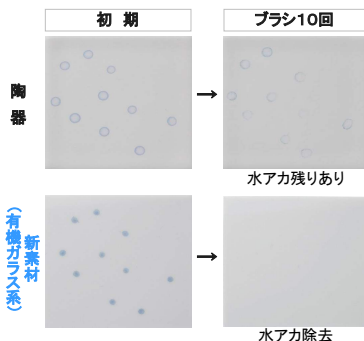 初 期
ブラシ10回
陶器
水アカ残りあり
新素材
(有機ガラス系)
水アカ除去